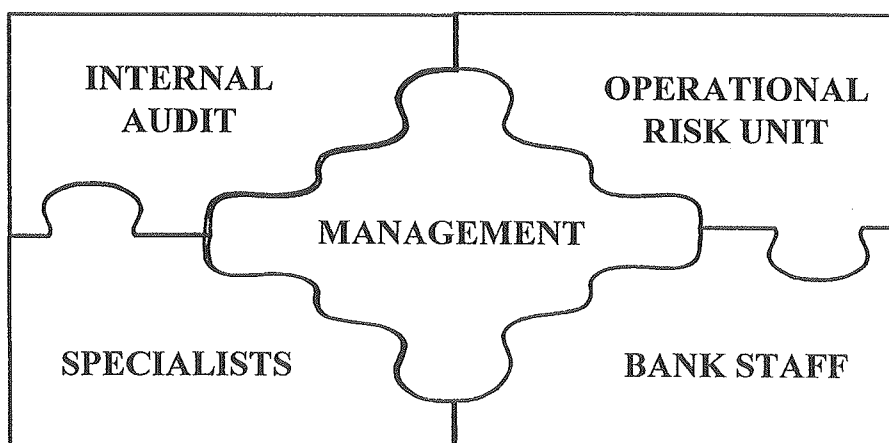 INTERNAL
AUDIT
OPERATIONAL
RISK UNIT
MANAGEMENT
SPECIALISTS
BANK STAFF